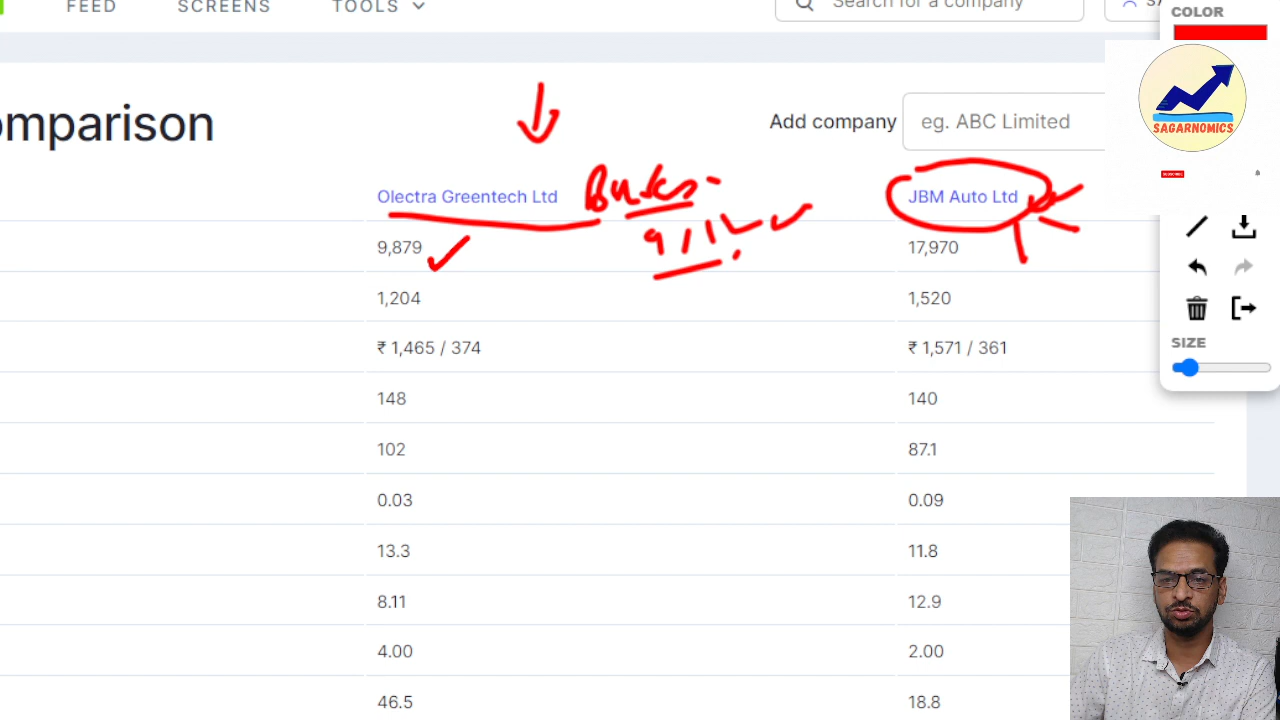 FEED SCREENS TOOLS Search for a company
COLOR
SAGARNOMICS
omparison Add company eg. ABC Limited
Olectra Greentech Ltd Buses JBM Auto Ltd
SUBSCRIBE
9,879 9/12 17,970
1,204 1,520
SIZE
₹ 1,465 / 374 ₹ 1,571 / 361
148 140
102 87.1
0.03 0.09
13.3 11.8
8.11 12.9
4.00 2.00
46.5 18.8